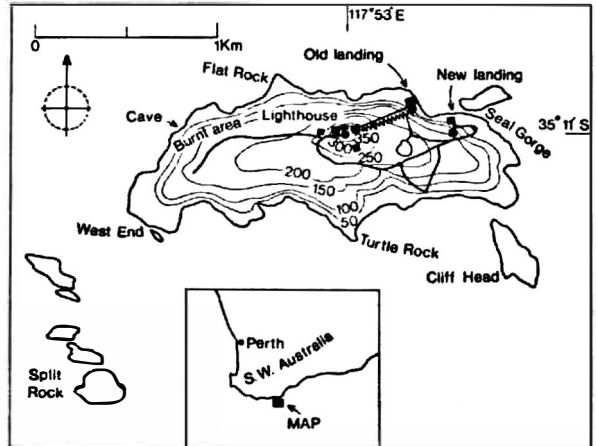 117°53'E
0
1Km
Old landing
Flat Rock
New landing
Cave
Burnt area
Lighthouse
Seal Gorge
35°11'S
350
300
250
200
150
100
50
West End
Turtle Rock
Cliff Head
Perth
S.W. Australia
Split
Rock
MAP